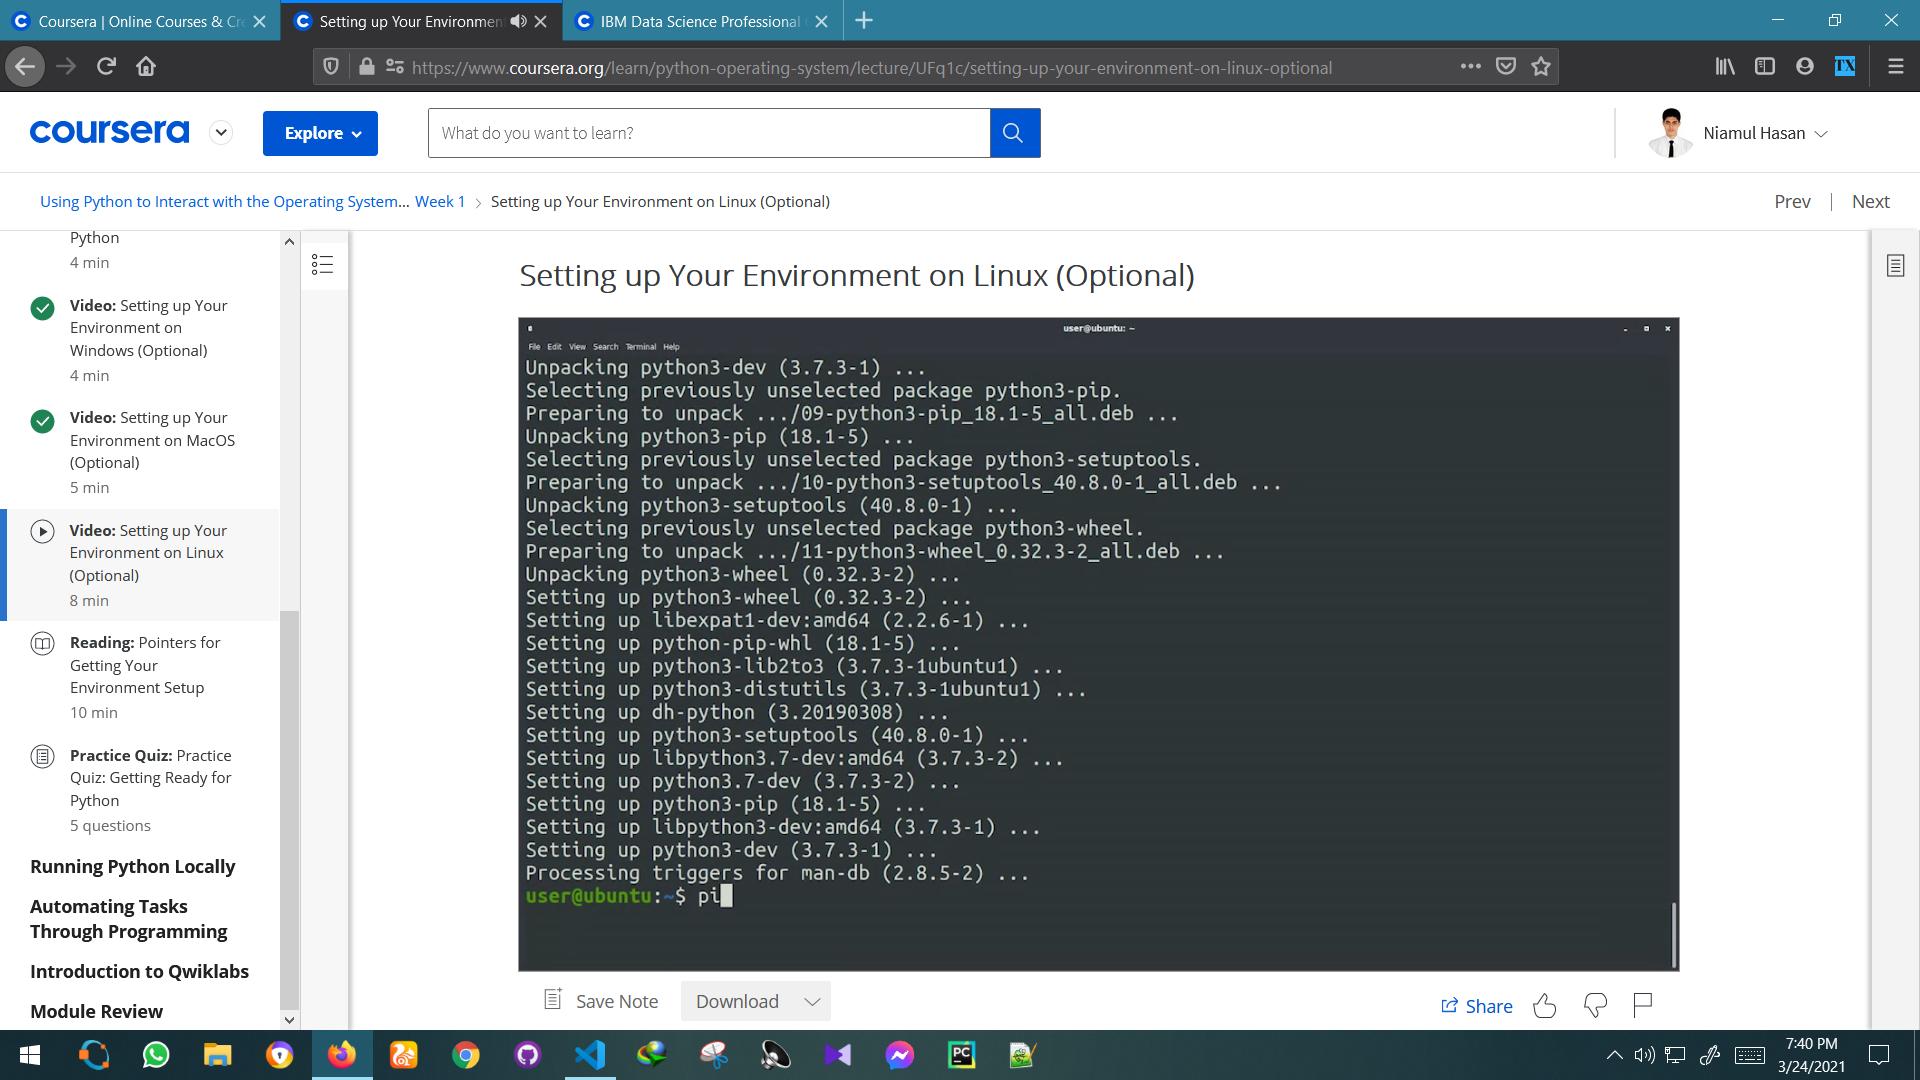 Coursera | Online Courses & Cre
Setting up Your Environmen
IBM Data Science Professional
https://www.coursera.org/learn/python-operating-system/lecture/UFq1c/setting-up-your-environment-on-linux-optional
TX
coursera
Explore
What do you want to learn?
Niamul Hasan
Using Python to Interact with the Operating System... Week 1 > Setting up Your Environment on Linux (Optional)
Prev | Next
Python
4 min
Video: Setting up Your
Environment on
Windows (Optional)
4 min
Video: Setting up Your
Environment on MacOS
(Optional)
5 min
Video: Setting up Your
Environment on Linux
(Optional)
8 min
Reading: Pointers for
Getting Your
Environment Setup
10 min
Practice Quiz: Practice
Quiz: Getting Ready for
Python
5 questions
Running Python Locally
Automating Tasks
Through Programming
Introduction to Qwiklabs
Module Review
Setting up Your Environment on Linux (Optional)
user@ubuntu: ~
File Edit View Search Terminal Help
Unpacking python3-dev (3.7.3-1) ...
Selecting previously unselected package python3-pip.
Preparing to unpack .../09-python3-pip_18.1-5_all.deb ...
Unpacking python3-pip (18.1-5) ...
Selecting previously unselected package python3-setuptools.
Preparing to unpack .../10-python3-setuptools_40.8.0-1_all.deb ...
Unpacking python3-setuptools (40.8.0-1) ...
Selecting previously unselected package python3-wheel.
Preparing to unpack .../11-python3-wheel_0.32.3-2_all.deb ...
Unpacking python3-wheel (0.32.3-2) ...
Setting up python3-wheel (0.32.3-2) ...
Setting up libexpat1-dev:amd64 (2.2.6-1) ...
Setting up python-pip-whl (18.1-5) ...
Setting up python3-lib2to3 (3.7.3-1ubuntu1) ...
Setting up python3-distutils (3.7.3-1ubuntu1) ...
Setting up dh-python (3.20190308) ...
Setting up python3-setuptools (40.8.0-1) ...
Setting up libpython3.7-dev:amd64 (3.7.3-2) ...
Setting up python3.7-dev (3.7.3-2) ...
Setting up python3-pip (18.1-5) ...
Setting up libpython3-dev:amd64 (3.7.3-1) ...
Setting up python3-dev (3.7.3-1) ...
Processing triggers for man-db (2.8.5-2) ...
user@ubuntu:~$ pi
Save Note
Download
Share
PC
7:40 PM
3/24/2021